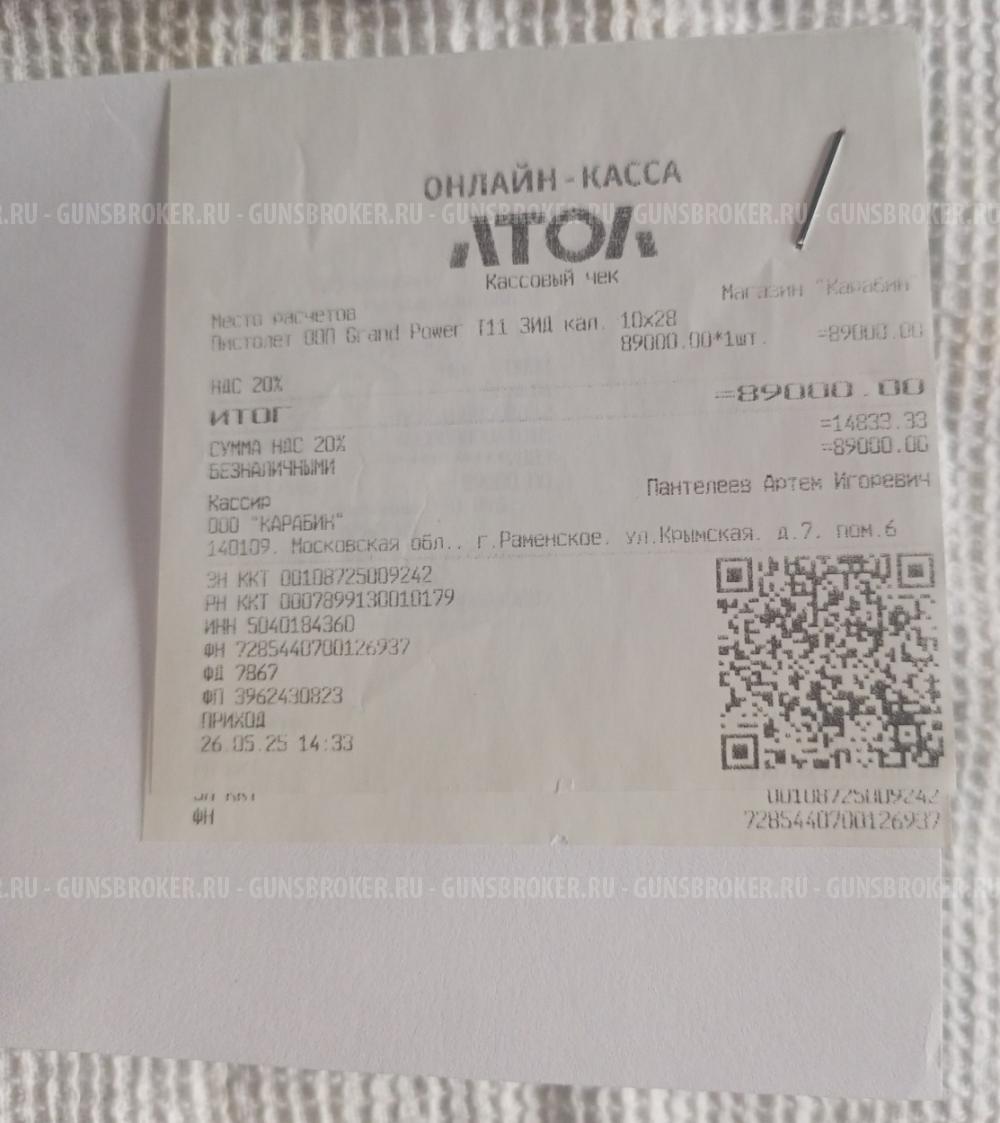 ОНЛАЙН-КАССА
АТОЛ
Кассовый чек
Место расчетов Магазин "Карабин"
Пистолет ООП Grand Power T11 ЗИД кал. 10x28
89000.00*1шт. =89000.00
НДС 20%
ИТОГ =89000.00
СУММА НДС 20% =14833.33
БЕЗНАЛИЧНЫМИ =89000.00
Кассир Пантелеев Артем Игоревич
ООО "КАРАБИН"
140109, Московская обл., г.Раменское, ул.Крымская, д.7, пом.6
ЗН ККТ 00108725009242
РН ККТ 0007899130010179
ИНН 5040184360
ФН 7285440700126937
ФД 7867
ФП 3962430823
ПРИХОД
26.05.25 14:33
ЗН ККТ 00108725009242
ФН 7285440700126937
.RU - GUNSBROKER.RU - GUNSBROKER.RU - GUNSBROKER.RU - GUNSBROKER.RU - GUNSBROKER
.RU - GUNSBROKER.RU - GUNSBROKER.RU - GUNSBROKER.RU - GUNSBROKER.RU - GUNSBROKER